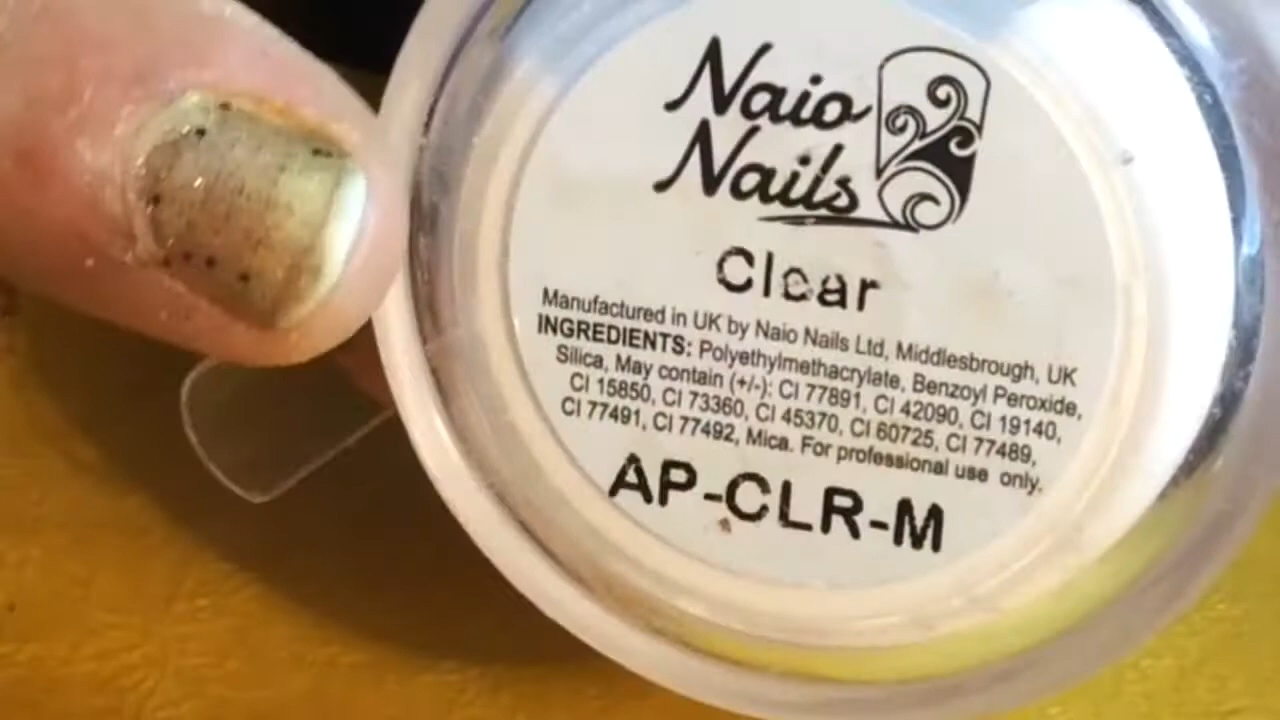 Naio
Nails
Clear
Manufactured in UK by Naio Nails Ltd, Middlesbrough, UK
INGREDIENTS: Polyethylmethacrylate, Benzoyl Peroxide,
Silica, May contain (+/-): CI 77891, CI 42090, CI 19140,
CI 15850, CI 73360, CI 45370, CI 60725, CI 77489,
CI 77491, CI 77492, Mica. For professional use only.
AP-CLR-M